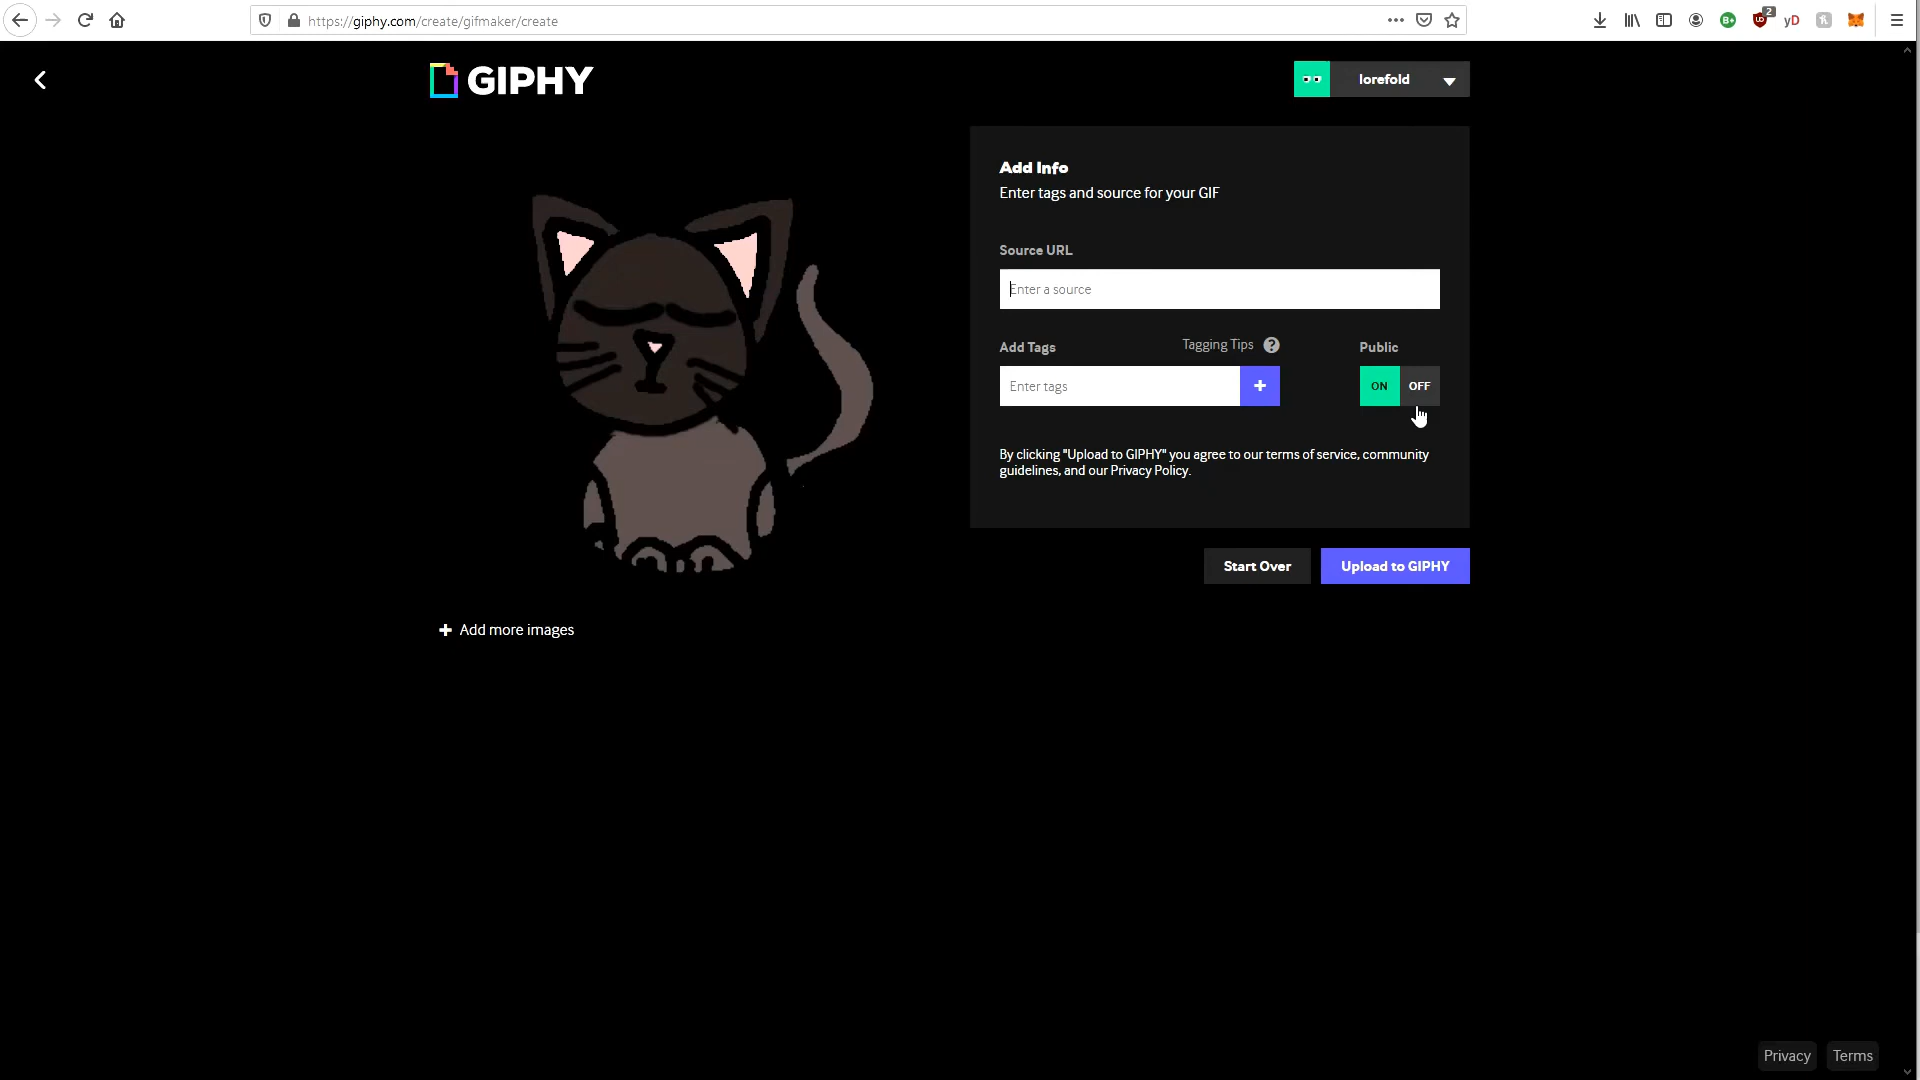 https://giphy.com/create/gifmaker/create
2
B+
yD
GIPHY
lorefold
Add Info
Enter tags and source for your GIF
Source URL
Enter a source
Add Tags
Tagging Tips ?
Public
Enter tags
+
ON OFF
By clicking "Upload to GIPHY" you agree to our terms of service, community
guidelines, and our Privacy Policy.
Start Over
Upload to GIPHY
+ Add more images
Privacy
Terms